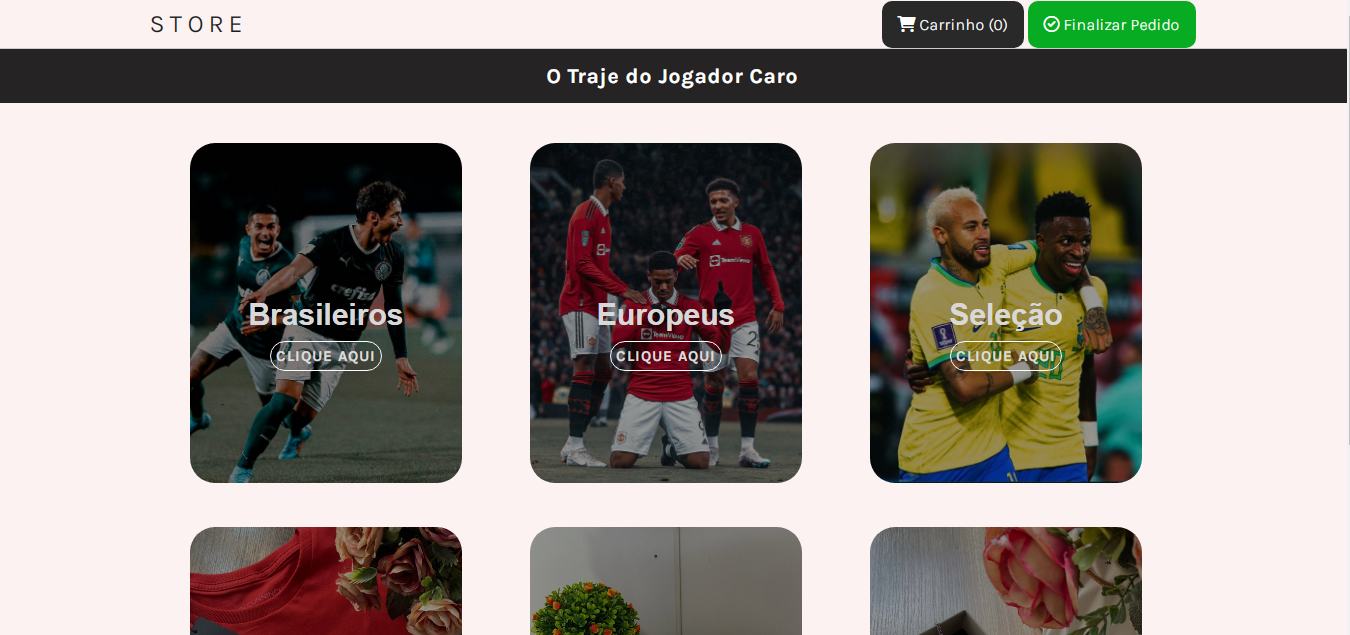 STORE
Carrinho (0)
Finalizar Pedido
O Traje do Jogador Caro
Brasileiros
CLIQUE AQUI
Europeus
CLIQUE AQUI
Seleção
CLIQUE AQUI